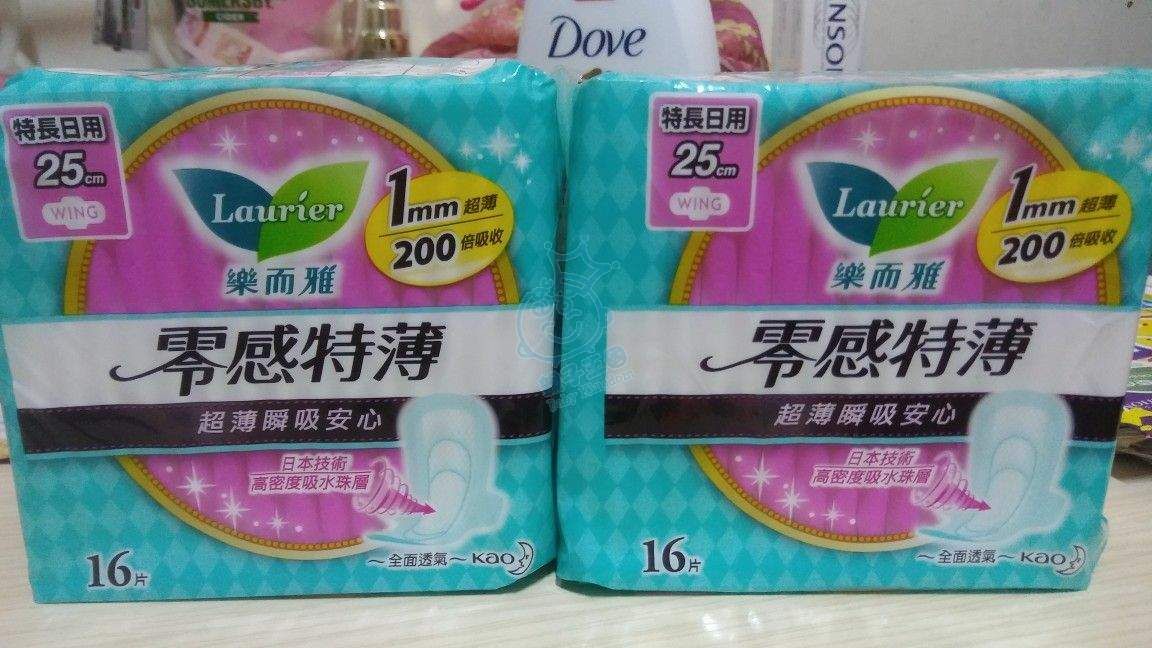 SOMERSBY
CIDER
Dove
特長日用
25cm
WING
Laurier
樂而雅
1mm 超薄
200 倍吸收
零感特薄
超薄瞬吸安心
日本技術
高密度吸水珠層
16片
~全面透氣~ Kao
特長日用
25cm
WING
Laurier
樂而雅
1mm 超薄
200 倍吸收
零感特薄
超薄瞬吸安心
日本技術
高密度吸水珠層
16片
~全面透氣~ Kao